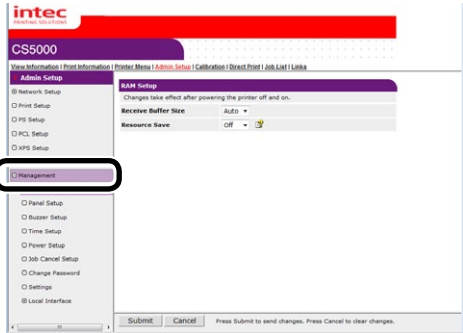 intec
PRINTING SOLUTIONS
CS5000
View Information | Print Information | Printer Menu | Admin Setup | Calibration | Direct Print | Job List | Links
Admin Setup
Network Setup
Print Setup
PS Setup
PCL Setup
XPS Setup
Management
Panel Setup
Buzzer Setup
Time Setup
Power Setup
Job Cancel Setup
Change Password
Settings
Local Interface
RAM Setup
Changes take effect after powering the printer off and on.
Receive Buffer Size Auto
Resource Save Off
Submit Cancel Press Submit to send changes. Press Cancel to clear changes.